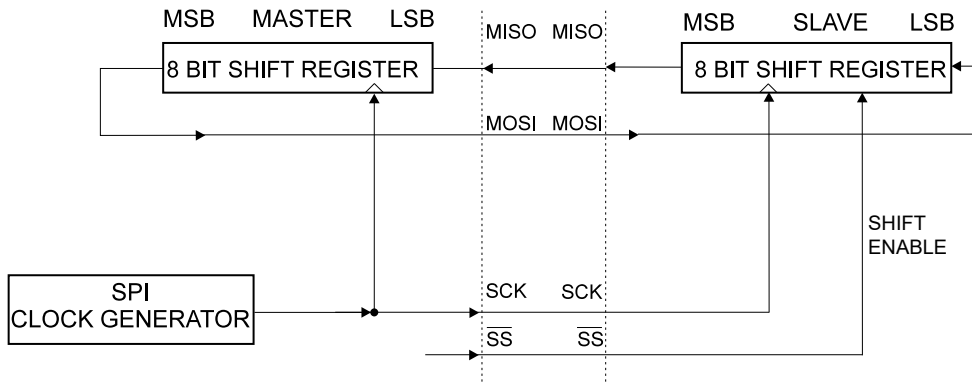 MSB MASTER LSB
MISO MISO
MSB SLAVE LSB
8 BIT SHIFT REGISTER
8 BIT SHIFT REGISTER
MOSI MOSI
SHIFT
ENABLE
SPI
CLOCK GENERATOR
SCK SCK
SS SS